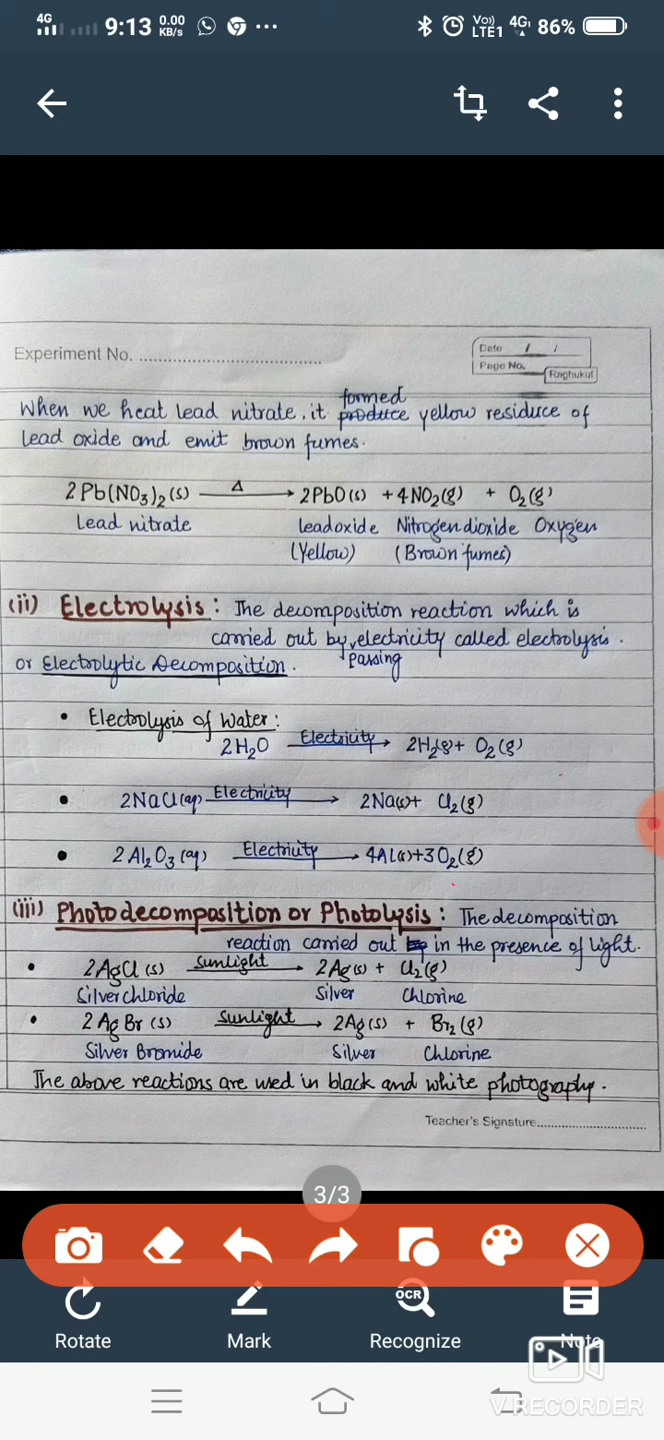 4G 9:13 0.00 KB/s ... Vo)) LTE1 4G 86%
Experiment No. ........................................
Date / /
Page No.
Raghukul
formed
When we heat lead nitrate, it produce yellow residuce of
lead oxide and emit brown fumes.
2Pb(NO3)2(s) —Δ→ 2PbO(s) + 4NO2(g) + O2(g)
Lead nitrate leadoxide Nitrogendioxide Oxygen
(Yellow) (Brown fumes)
(ii) Electrolysis : The decomposition reaction which is
carried out by electricity called electrolysis.
or Electrolytic Decomposition. passing
• Electrolysis of Water:
2H2O —Electricity→ 2H2(g) + O2(g)
• 2NaCl(aq) —Electricity→ 2Na(s)+ Cl2(g)
• 2Al2O3(aq) —Electricity→ 4Al(s)+3O2(g)
(iii) Photodecomposition or Photolysis : The decomposition
reaction carried out in the presence of light.
• 2AgCl(s) —Sunlight→ 2Ag(s) + Cl2(g)
Silverchloride Silver Chlorine
• 2AgBr(s) —Sunlight→ 2Ag(s) + Br2(g)
Silver Bromide Silver Chlorine
The above reactions are used in black and white photography.
Teacher's Signature..............................
3/3
OCR
Rotate Mark Recognize Note
V RECORDER